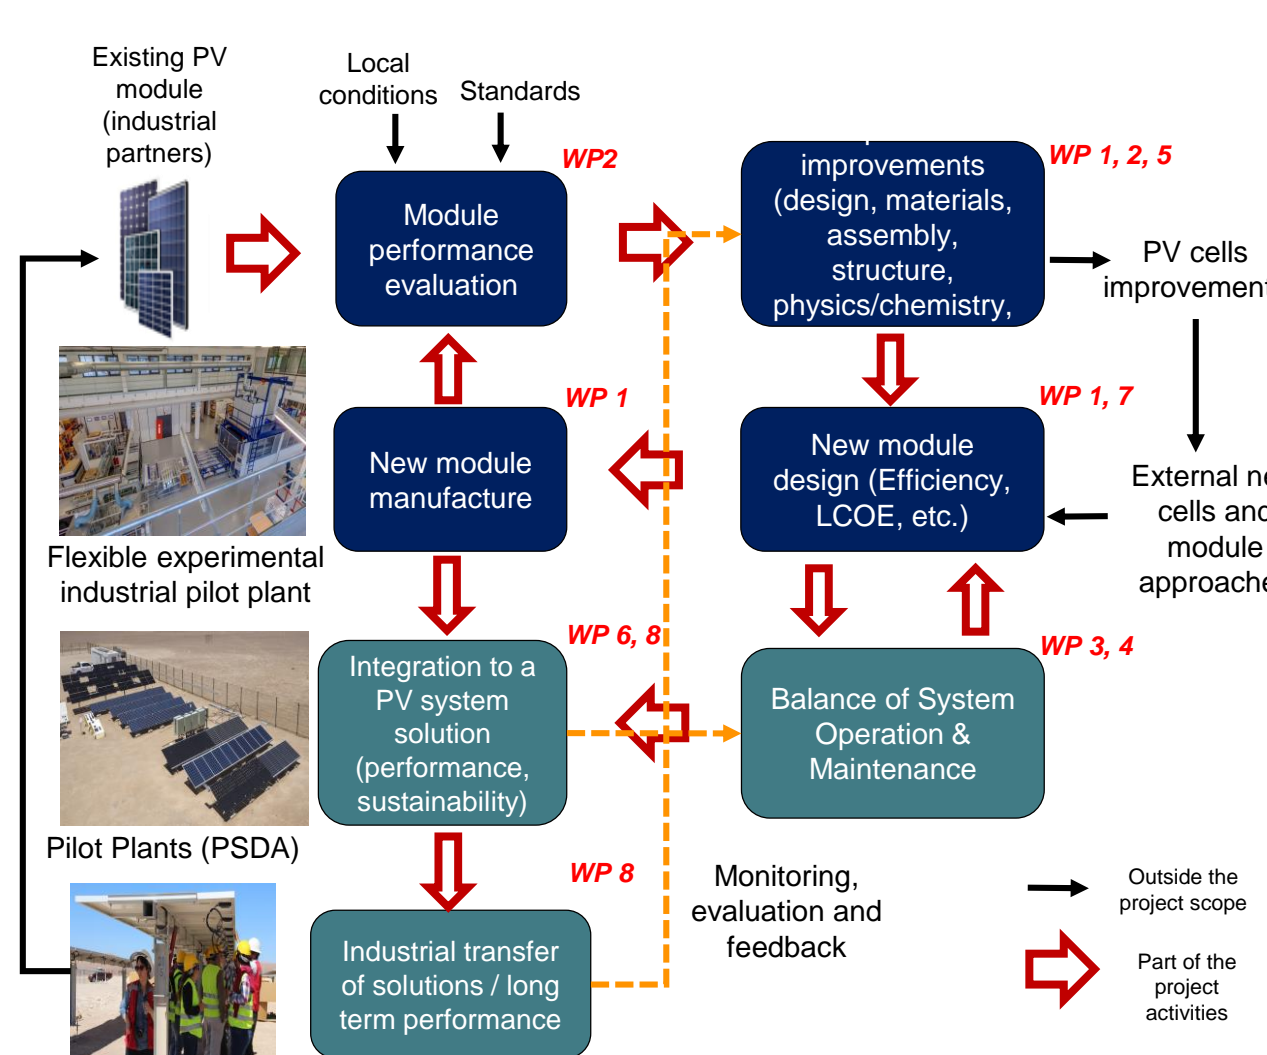 Existing PV
module
(industrial
partners)
Local
conditions
Standards
WP2
Module
performance
evaluation
improvements
(design, materials,
assembly,
structure,
physics/chemistry,
WP 1, 2, 5
PV cells
improvement
WP 1
New module
manufacture
WP 1, 7
New module
design (Efficiency,
LCOE, etc.)
External
cells and
module
Flexible experimental
industrial pilot plant
WP 6, 8
Integration to a
PV system
solution
(performance,
sustainability)
WP 3, 4
Balance of System
Operation &
Maintenance
Pilot Plants (PSDA)
WP 8
Industrial transfer
of solutions / long
term performance
Monitoring,
evaluation and
feedback
Outside the
project scope
Part of the
project
activities